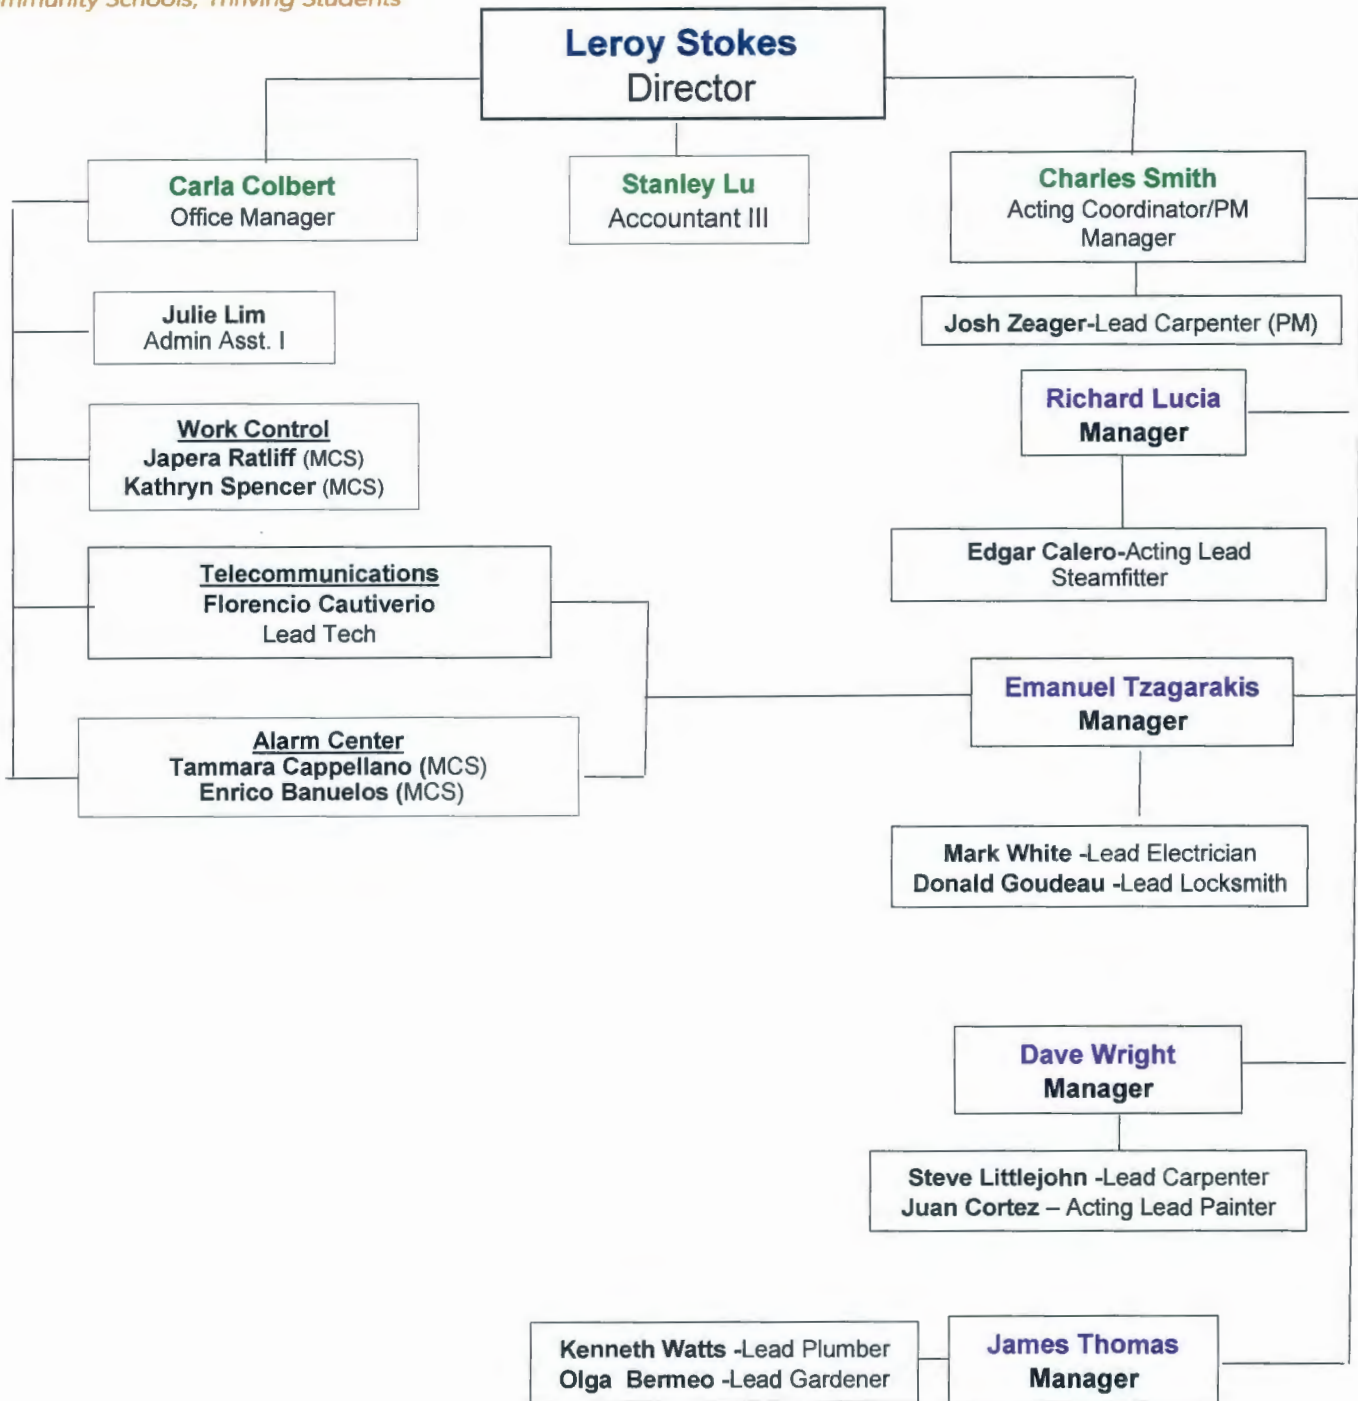 Schools, Thriving Students
Leroy Stokes
Director
Carla Colbert
Office Manager
Stanley Lu
Accountant III
Charles Smith
Acting Coordinator/PM
Manager
Julie Lim
Admin Asst. I
Josh Zeager-Lead Carpenter (PM)
Work Control
Japera Ratliff (MCS)
Kathryn Spencer (MCS)
Richard Lucia
Manager
Edgar Calero-Acting Lead
Steamfitter
Telecommunications
Florencio Cautiverio
Lead Tech
Emanuel Tzagarakis
Manager
Alarm Center
Tammara Cappellano (MCS)
Enrico Banuelos (MCS)
Mark White -Lead Electrician
Donald Goudeau -Lead Locksmith
Dave Wright
Manager
Steve Littlejohn -Lead Carpenter
Juan Cortez – Acting Lead Painter
Kenneth Watts -Lead Plumber
Olga Bermeo -Lead Gardener
James Thomas
Manager